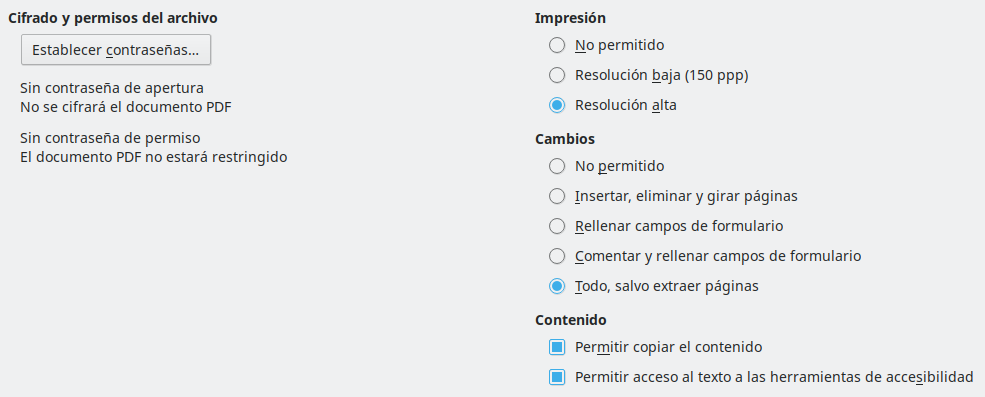 Cifrado y permisos del archivo
Establecer contraseñas...
Sin contraseña de apertura
No se cifrará el documento PDF
Sin contraseña de permiso
El documento PDF no estará restringido
Impresión
No permitido
Resolución baja (150 ppp)
Resolución alta
Cambios
No permitido
Insertar, eliminar y girar páginas
Rellenar campos de formulario
Comentar y rellenar campos de formulario
Todo, salvo extraer páginas
Contenido
Permitir copiar el contenido
Permitir acceso al texto a las herramientas de accesibilidad